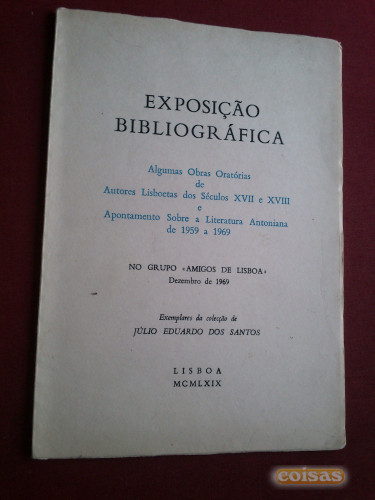 EXPOSIÇÃO
BIBLIOGRÁFICA
Algumas Obras Oratórias
de
Autores Lisboetas dos Séculos XVII e XVIII
e
Apontamento Sobre a Literatura Antoniana
de 1959 a 1969
NO GRUPO «AMIGOS DE LISBOA»
Dezembro de 1969
Exemplares da colecção de
JÚLIO EDUARDO DOS SANTOS
LISBOA
MCMLXIX
coisas